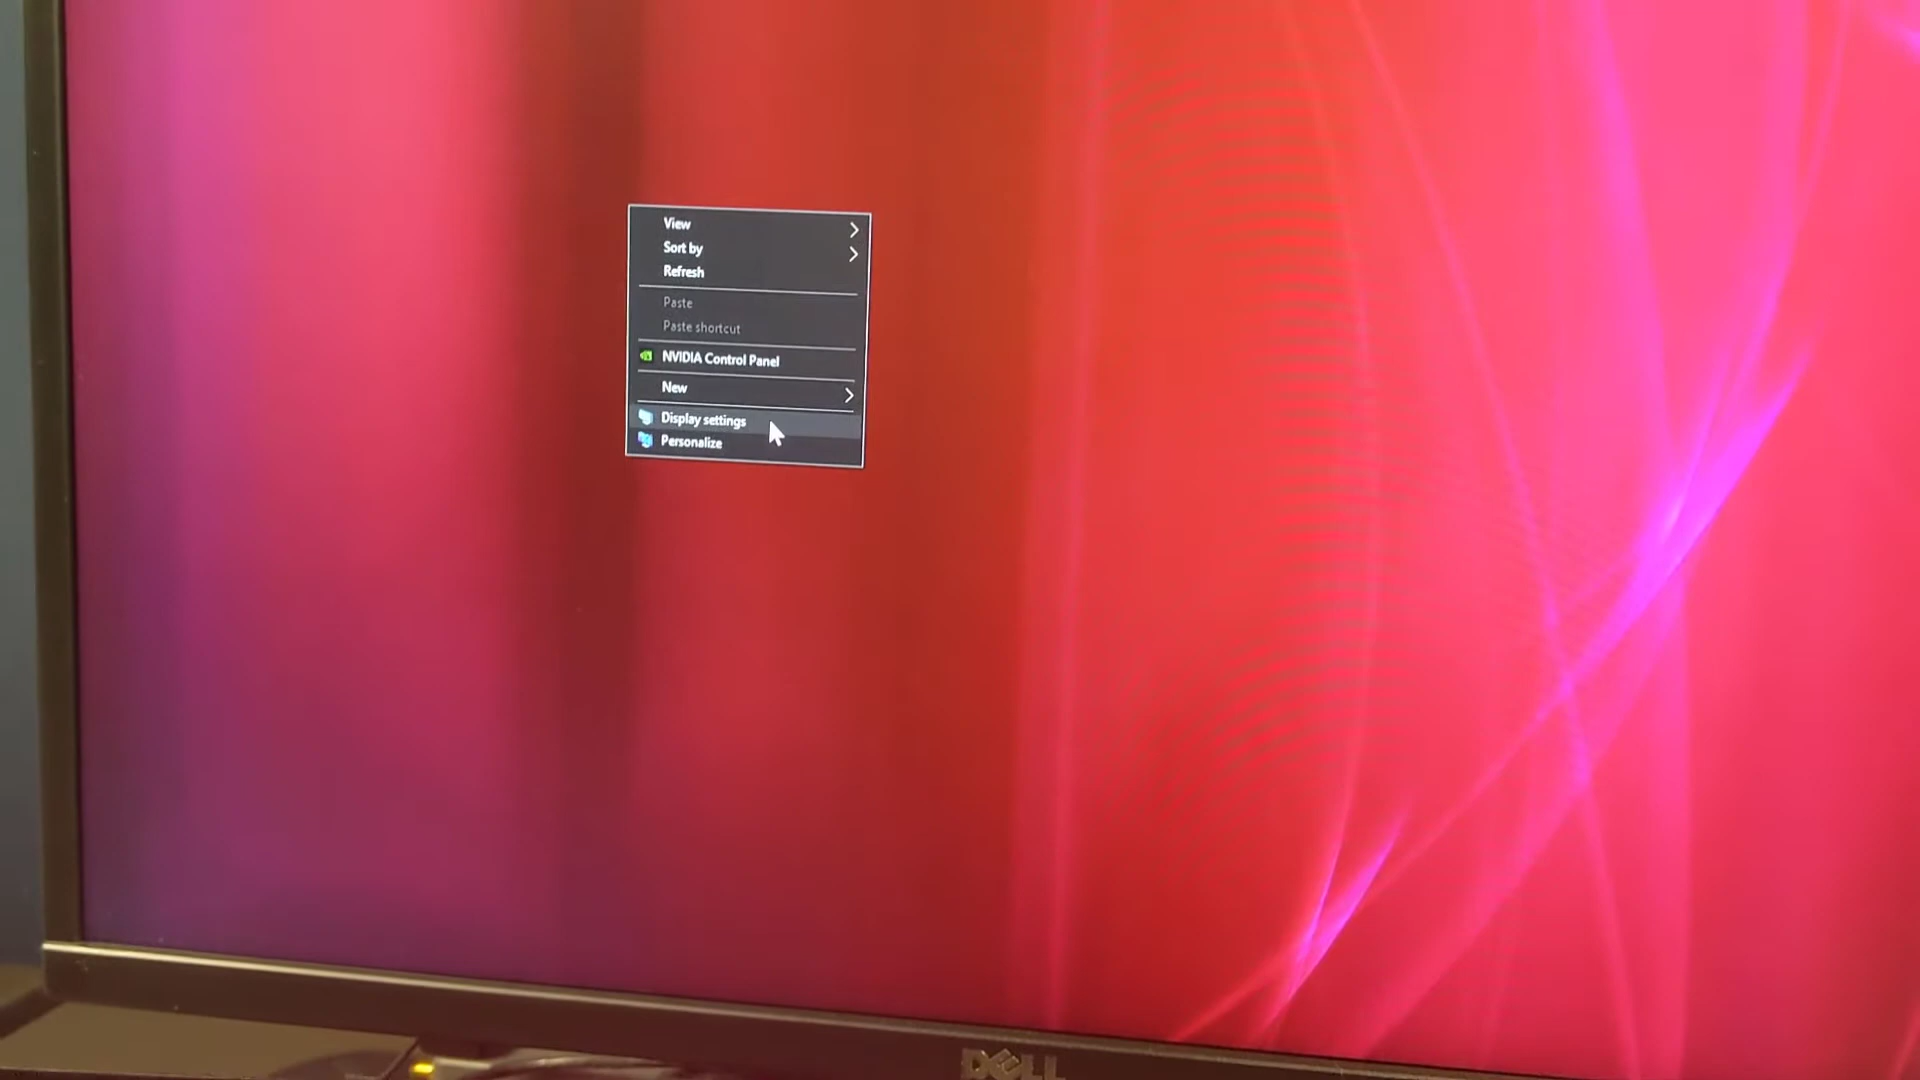 View
Sort by
Refresh
Paste
Paste shortcut
NVIDIA Control Panel
New
Display settings
Personalize
DELL